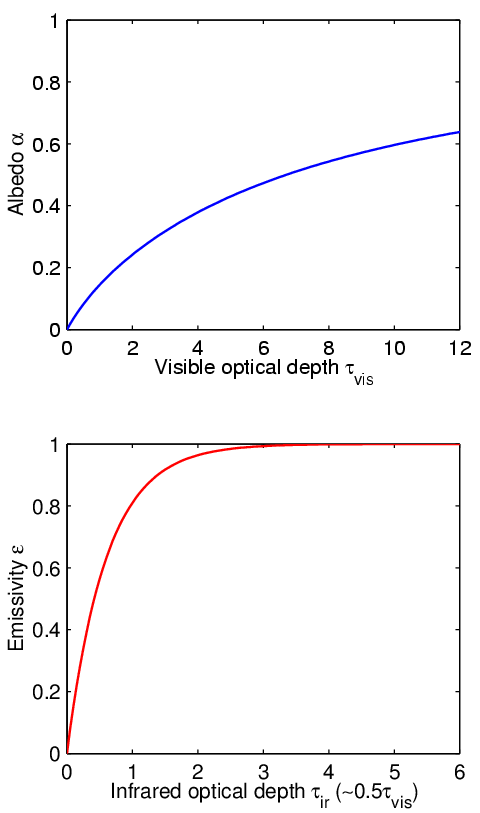 1
0.8
0.6
0.4
0.2
0
Albedo α
0 2 4 6 8 10 12
Visible optical depth τvis
1
0.8
0.6
0.4
0.2
0
Emissivity ε
0 1 2 3 4 5 6
Infrared optical depth τir (~0.5τvis)